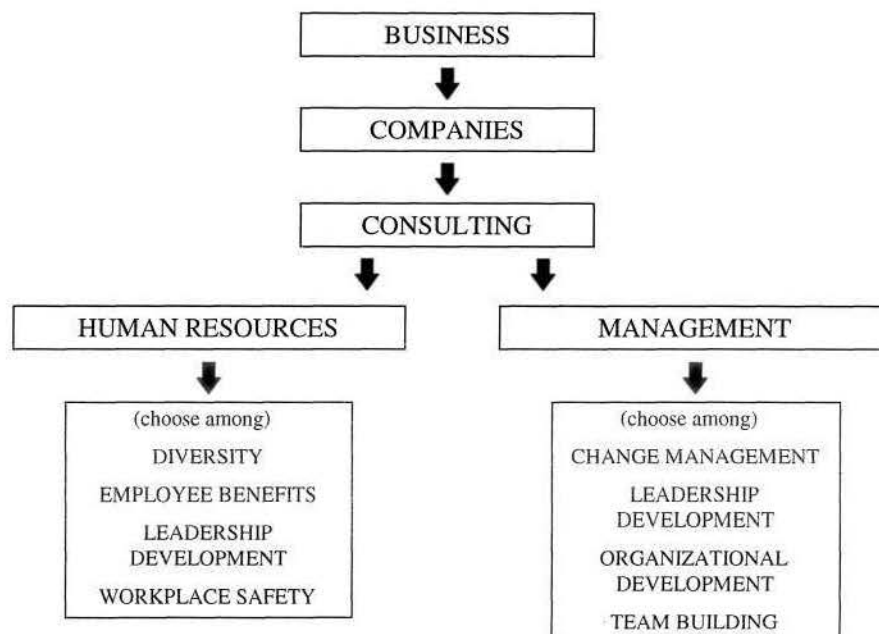 BUSINESS
COMPANIES
CONSULTING
HUMAN RESOURCES
MANAGEMENT
(choose among)
DIVERSITY
EMPLOYEE BENEFITS
LEADERSHIP
DEVELOPMENT
WORKPLACE SAFETY
(choose among)
CHANGE MANAGEMENT
LEADERSHIP
DEVELOPMENT
ORGANIZATIONAL
DEVELOPMENT
TEAM BUILDING